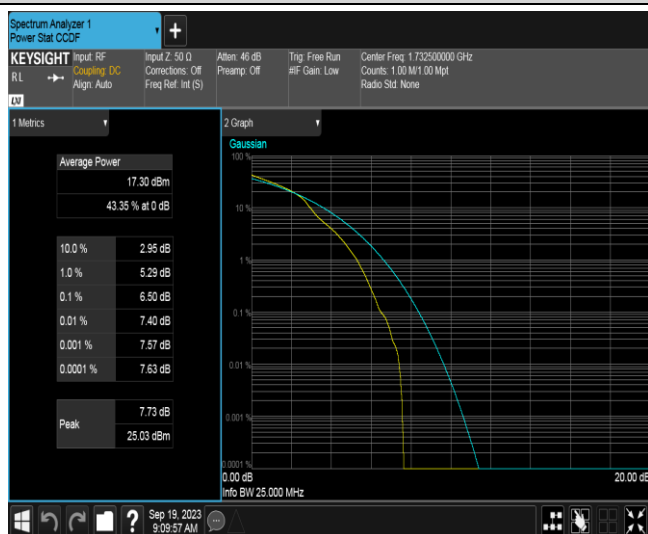 Spectrum Analyzer 1
Power Stat CCDF
+
KEYSIGHT
RL
LXI
Input: RF
Coupling: DC
Align: Auto
Input Z: 50 Ω
Corrections: Off
Freq Ref: Int (S)
Atten: 46 dB
Preamp: Off
Trig: Free Run
#IF Gain: Low
Center Freq: 1.732500000 GHz
Counts: 1.00 M/1.00 Mpt
Radio Std: None
1 Metrics
Average Power
17.30 dBm
43.35 % at 0 dB
10.0 % 2.95 dB
1.0 % 5.29 dB
0.1 % 6.50 dB
0.01 % 7.40 dB
0.001 % 7.57 dB
0.0001 % 7.63 dB
Peak
7.73 dB
25.03 dBm
2 Graph
Gaussian
100 %
10 %
1 %
0.1 %
0.01 %
0.001 %
0.0001 %
0.00 dB 20.00 dB
Info BW 25.000 MHz
?
Sep 19, 2023
9:09:57 AM